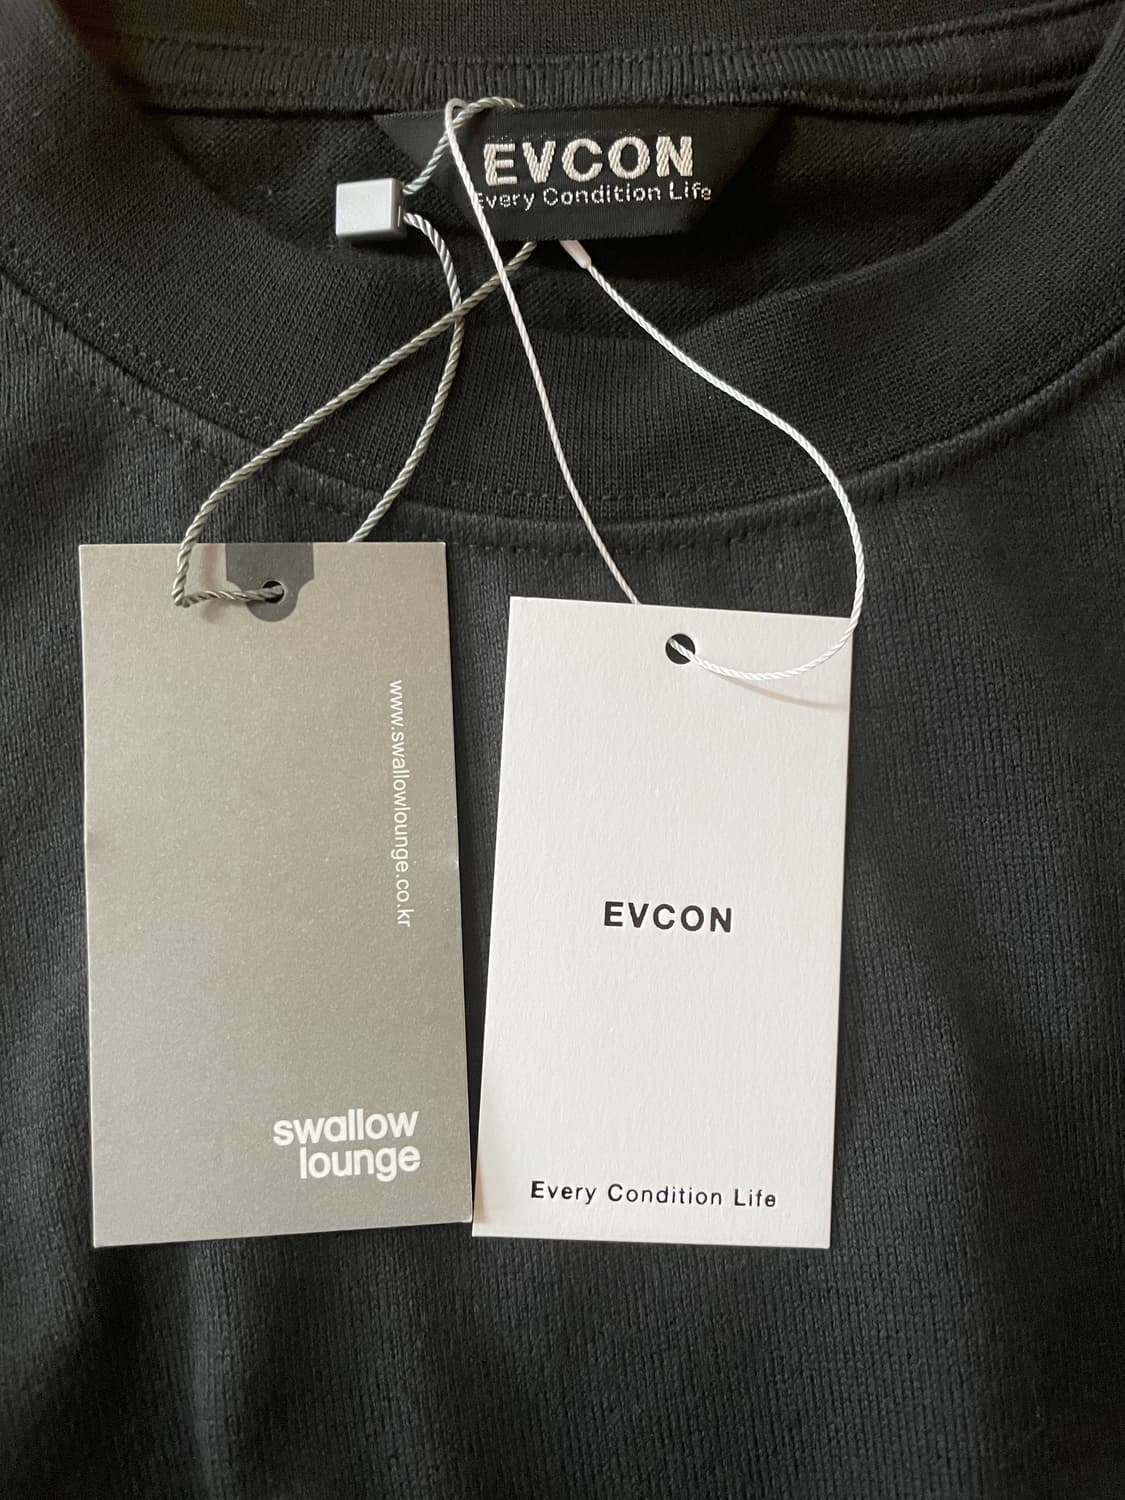 EVCON
Every Condition Life
www.swallowlounge.co.kr
swallow
lounge
EVCON
Every Condition Life